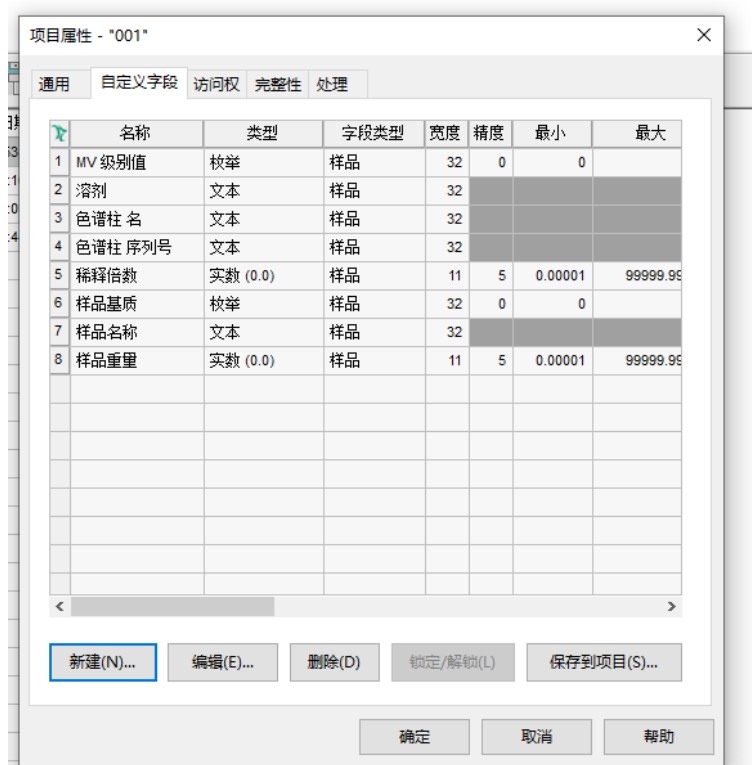 项目属性 - "001"
通用 自定义字段 访问权 完整性 处理
名称 类型 字段类型 宽度 精度 最小 最大
1 MV 级别值 枚举 样品 32 0 0
2 溶剂 文本 样品 32
3 色谱柱 名 文本 样品 32
4 色谱柱 序列号 文本 样品 32
5 稀释倍数 实数 (0.0) 样品 11 5 0.00001 99999.99
6 样品基质 枚举 样品 32 0 0
7 样品名称 文本 样品 32
8 样品重量 实数 (0.0) 样品 11 5 0.00001 99999.99
新建(N)... 编辑(E)... 删除(D) 锁定/解锁(L) 保存到项目(S)...
确定 取消 帮助